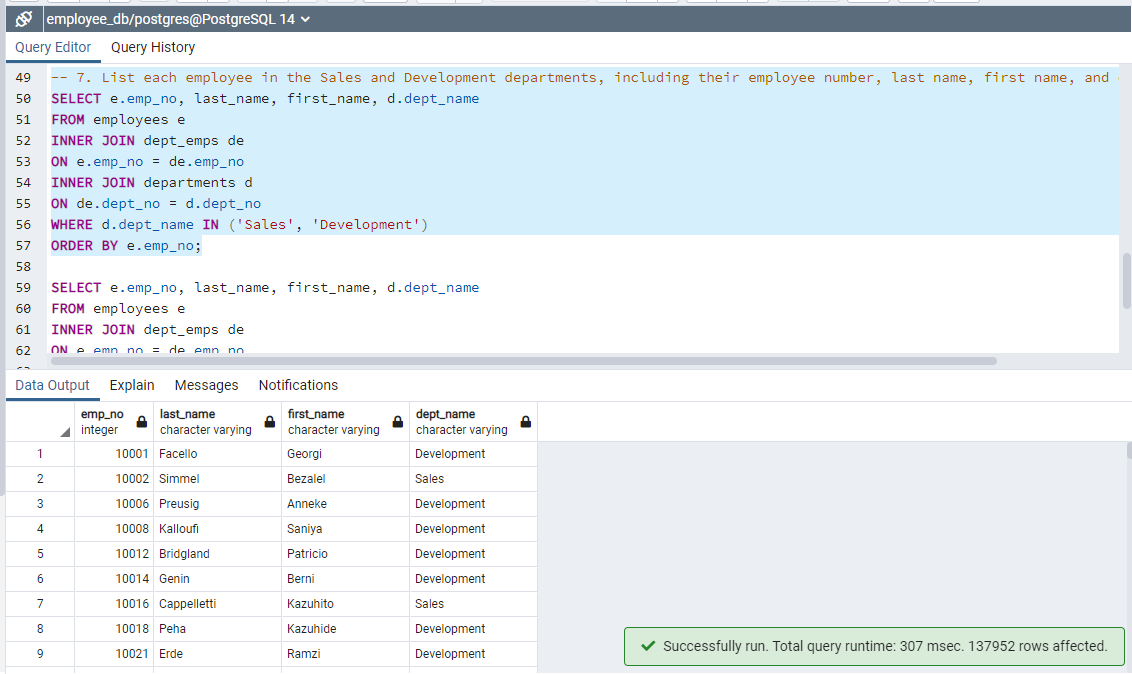 employee_db/postgres@PostgreSQL 14
Query Editor Query History
49 -- 7. List each employee in the Sales and Development departments, including their employee number, last name, first name, and
50 SELECT e.emp_no, last_name, first_name, d.dept_name
51 FROM employees e
52 INNER JOIN dept_emps de
53 ON e.emp_no = de.emp_no
54 INNER JOIN departments d
55 ON de.dept_no = d.dept_no
56 WHERE d.dept_name IN ('Sales', 'Development')
57 ORDER BY e.emp_no;
58
59 SELECT e.emp_no, last_name, first_name, d.dept_name
60 FROM employees e
61 INNER JOIN dept_emps de
62 ON e.emp_no = de.emp_no
Data Output Explain Messages Notifications
emp_no last_name first_name dept_name
integer character varying character varying character varying
1 10001 Facello Georgi Development
2 10002 Simmel Bezalel Sales
3 10006 Preusig Anneke Development
4 10008 Kalloufi Saniya Development
5 10012 Bridgland Patricio Development
6 10014 Genin Berni Development
7 10016 Cappelletti Kazuhito Sales
8 10018 Peha Kazuhide Development
9 10021 Erde Ramzi Development
Successfully run. Total query runtime: 307 msec. 137952 rows affected.